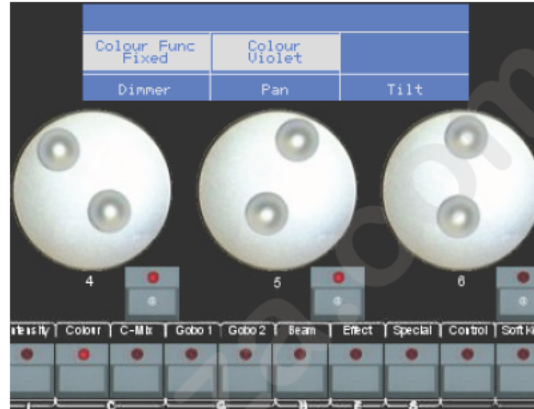 Colour Func
Fixed
Colour
Violet
Dimmer Pan Tilt
4 5 6
Colour C-Mix Gobo 1 Gobo 2 Beam Effect Special Control